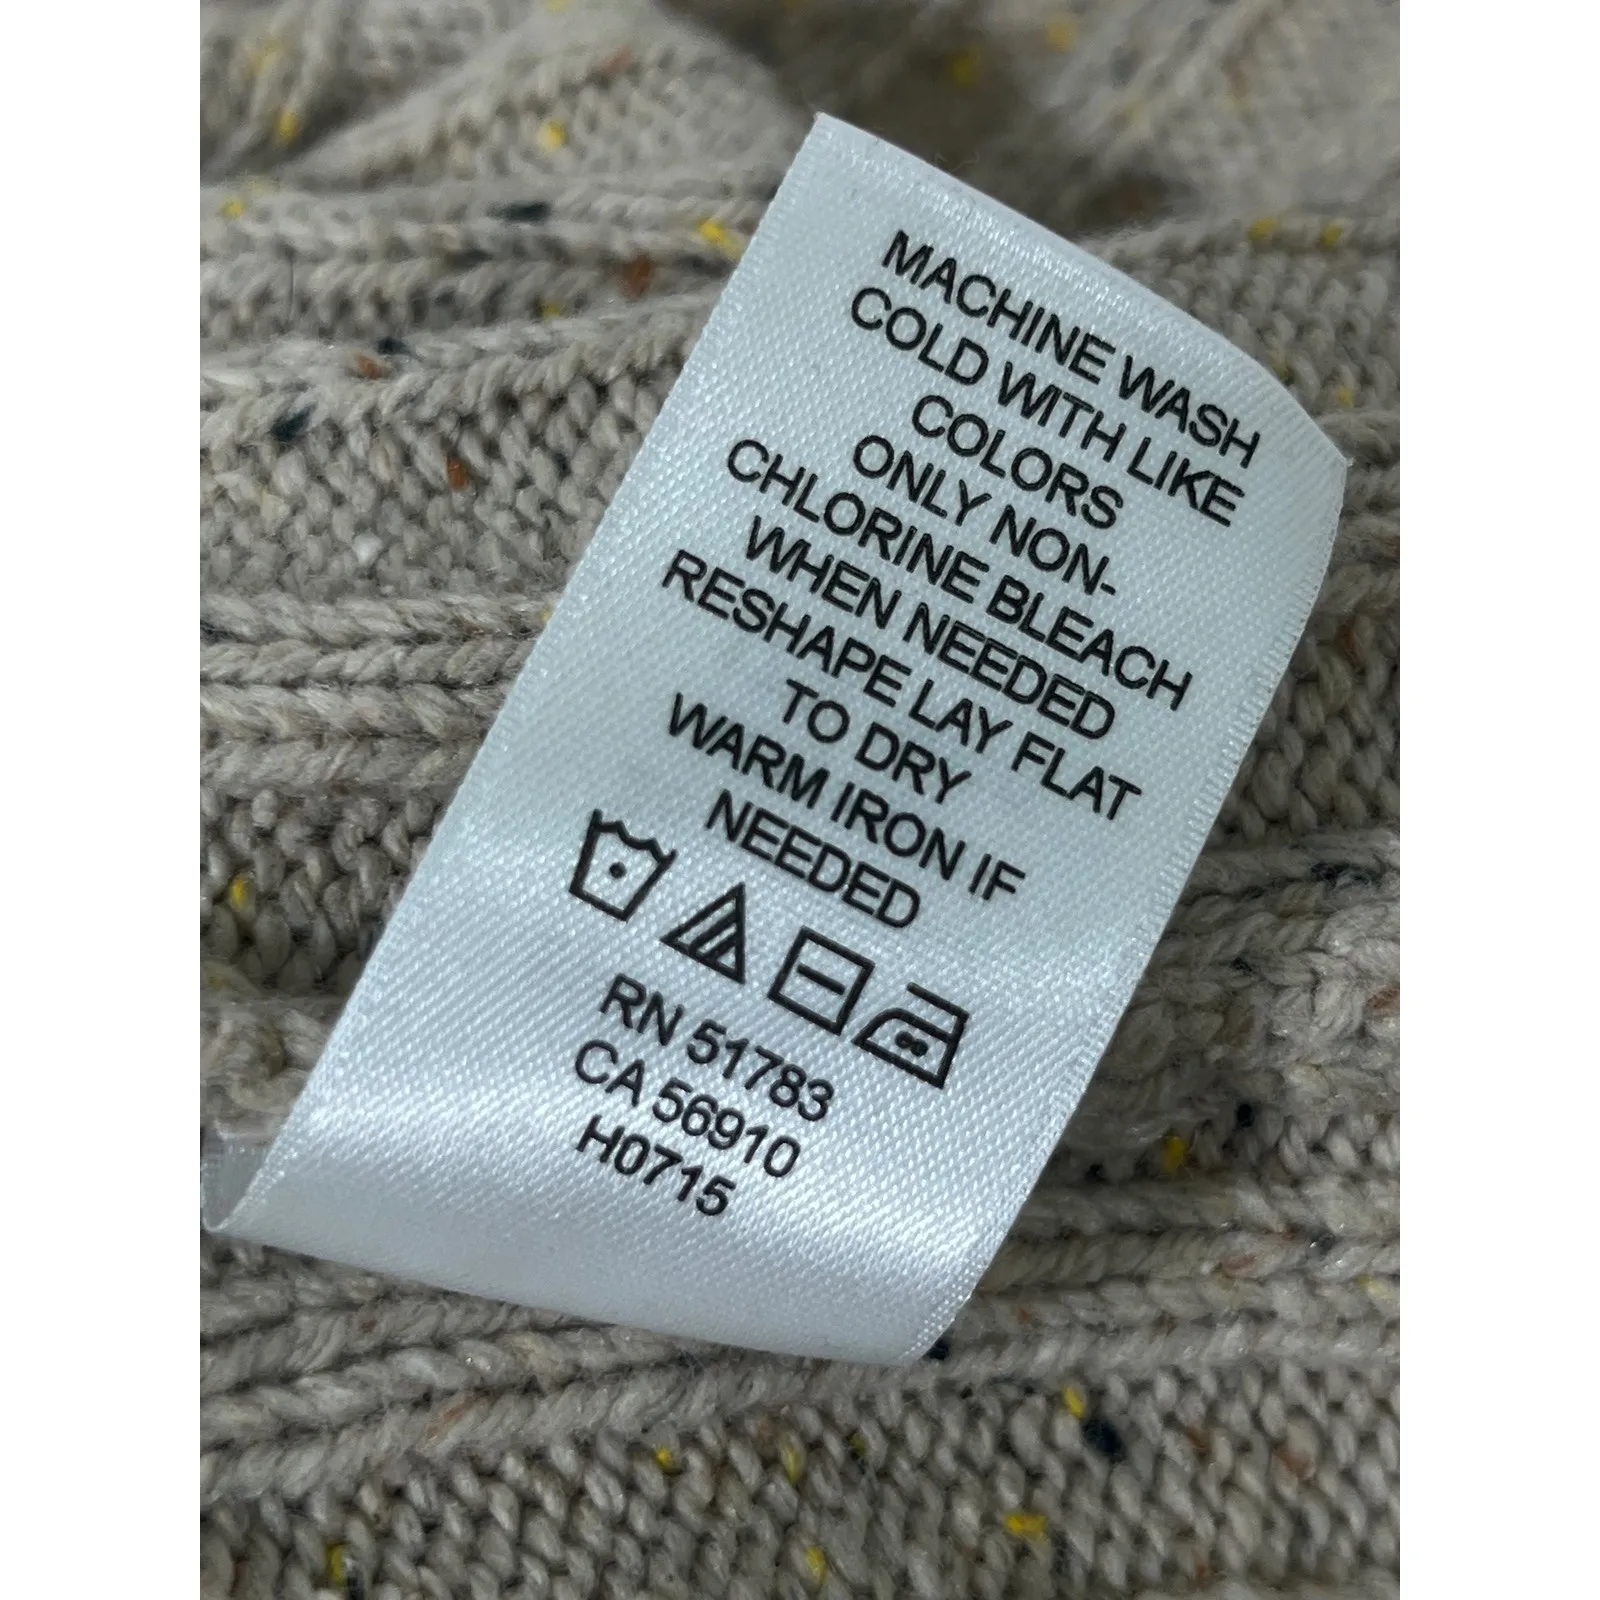 MACHINE WASH
COLD WITH LIKE
COLORS
ONLY NON-
CHLORINE BLEACH
WHEN NEEDED
RESHAPE LAY FLAT
TO DRY
WARM IRON IF
NEEDED
RN 51783
CA 56910
H0715